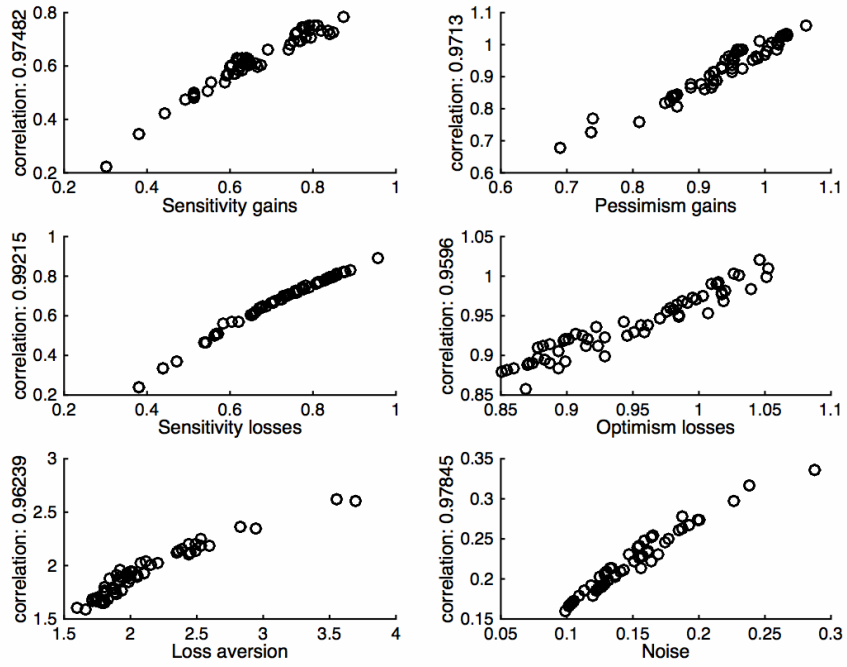 0.8
0.6
0.4
0.2
correlation: 0.97482
0.2 0.4 0.6 0.8 1
Sensitivity gains
1.1
1
0.9
0.8
0.7
0.6
correlation: 0.9713
0.6 0.7 0.8 0.9 1 1.1
Pessimism gains
1
0.8
0.6
0.4
0.2
correlation: 0.99215
0.2 0.4 0.6 0.8 1
Sensitivity losses
1.05
1
0.95
0.9
0.85
correlation: 0.9596
0.85 0.9 0.95 1 1.05 1.1
Optimism losses
3
2.5
2
1.5
correlation: 0.96239
1.5 2 2.5 3 3.5 4
Loss aversion
0.35
0.3
0.25
0.2
0.15
correlation: 0.97845
0.05 0.1 0.15 0.2 0.25 0.3
Noise